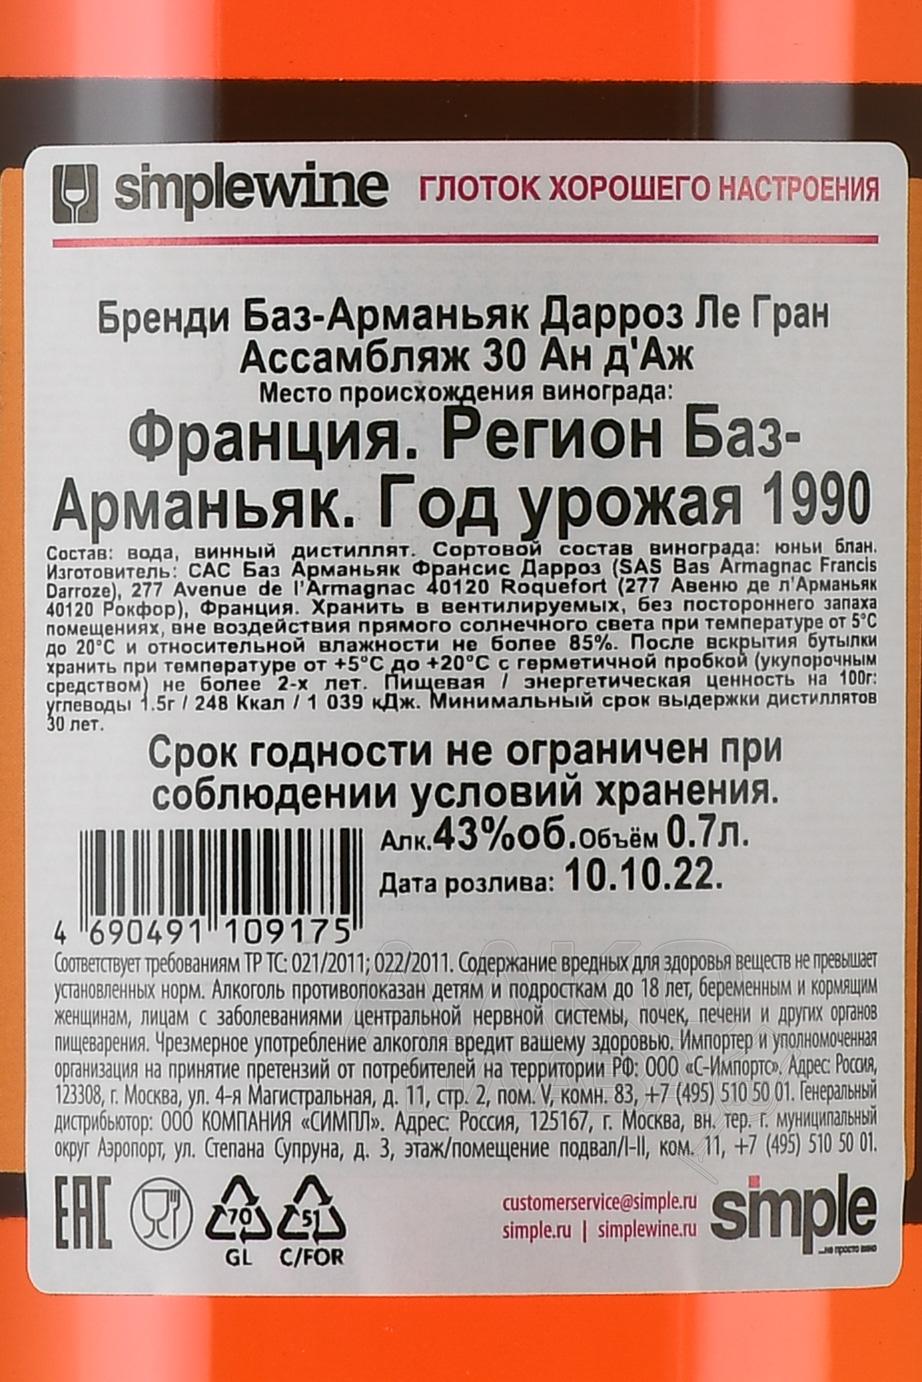 simplewine ГЛОТОК ХОРОШЕГО НАСТРОЕНИЯ
Бренди Баз-Арманьяк Дарроз Ле Гран
Ассамбляж 30 Ан д'Аж
Место происхождения винограда:
Франция. Регион Баз-
Арманьяк. Год урожая 1990
Состав: вода, винный дистиллят. Сортовой состав винограда: юньи блан.
Изготовитель: САС Баз Арманьяк Франсис Дарроз (SAS Bas Armagnac Francis
Darroze), 277 Avenue de l'Armagnac 40120 Roquefort (277 Авеню де л'Арманьяк
40120 Рокфор), Франция. Хранить в вентилируемых, без постороннего запаха
помещениях, вне воздействия прямого солнечного света при температуре от 5°С
до 20°С и относительной влажности не более 85%. После вскрытия бутылки
хранить при температуре от +5°С до +20°С с герметичной пробкой (укупорочным
средством) не более 2-х лет. Пищевая / энергетическая ценность на 100г:
углеводы 1.5г / 248 Ккал / 1 039 кДж. Минимальный срок выдержки дистиллятов
30 лет.
Срок годности не ограничен при
соблюдении условий хранения.
Алк.43%об.Объём 0.7л.
Дата розлива: 10.10.22.
4 690491 109175
Соответствует требованиям ТР ТС: 021/2011; 022/2011. Содержание вредных для здоровья веществ не превышает
установленных норм. Алкоголь противопоказан детям и подросткам до 18 лет, беременным и кормящим
женщинам, лицам с заболеваниями центральной нервной системы, почек, печени и других органов
пищеварения. Чрезмерное употребление алкоголя вредит вашему здоровью. Импортер и уполномоченная
организация на принятие претензий от потребителей на территории РФ: ООО «С-Импортс». Адрес: Россия,
123308, г. Москва, ул. 4-я Магистральная, д. 11, стр. 2, пом. V, комн. 83, +7 (495) 510 50 01. Генеральный
дистрибьютор: ООО КОМПАНИЯ «СИМПЛ». Адрес: Россия, 125167, г. Москва, вн. тер. г. муниципальный
округ Аэропорт, ул. Степана Супруна, д. 3, этаж/помещение подвал/I-II, ком. 11, +7 (495) 510 50 01.
EAC
70
GL
51
C/FOR
customerservice@simple.ru
simple.ru | simplewine.ru
simple
...не просто вино